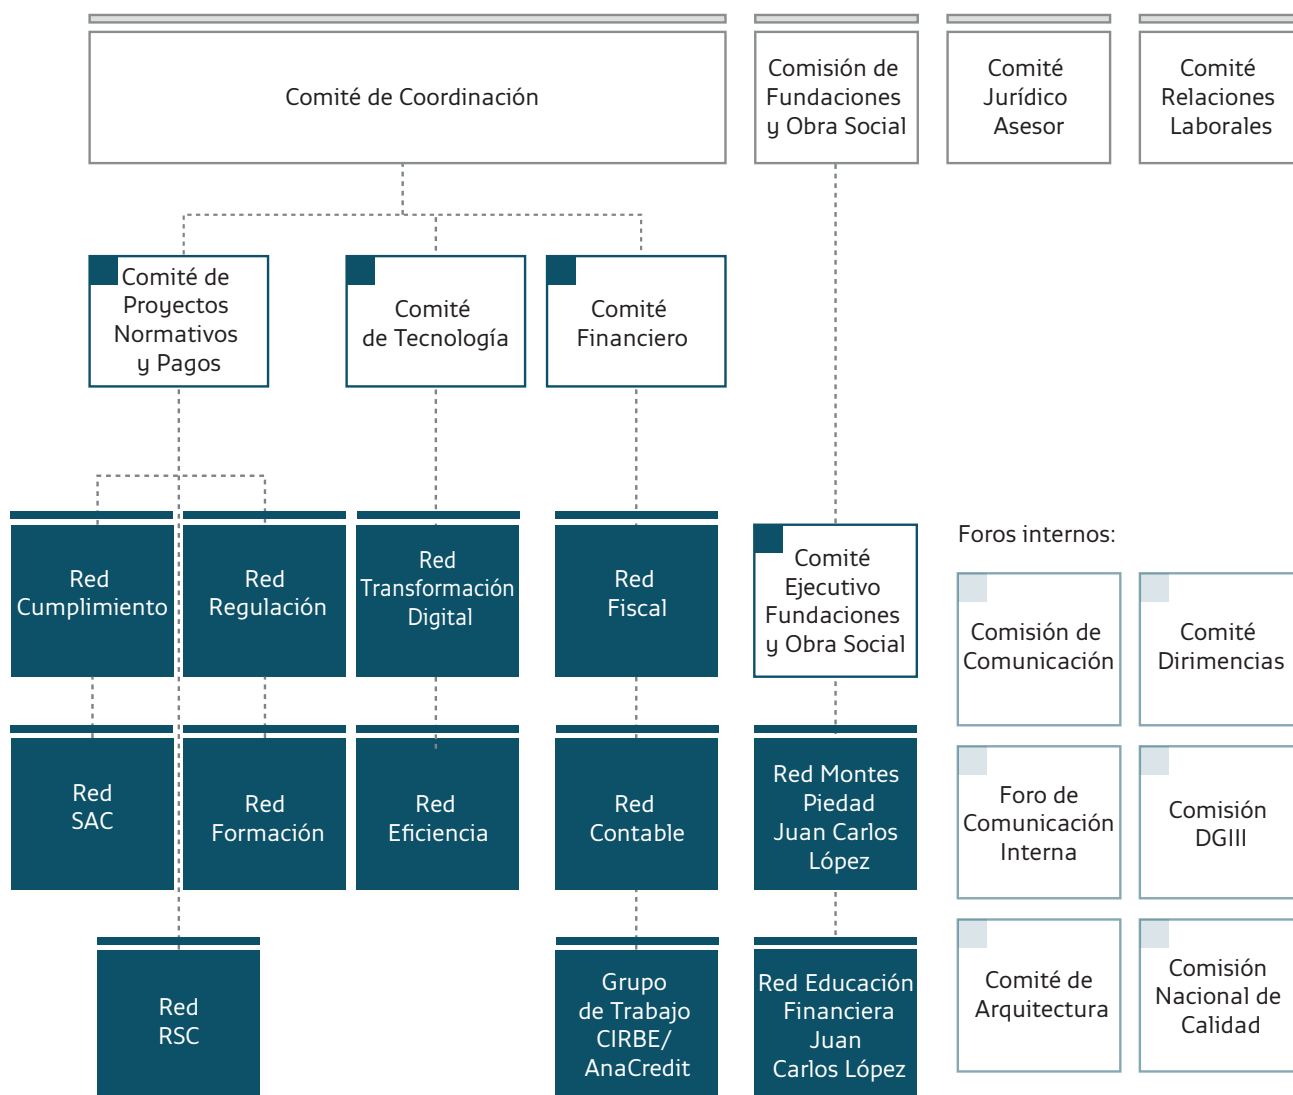 Comité de Coordinación
Comisión de
Fundaciones
y Obra Social
Comité
Jurídico
Asesor
Comité
Relaciones
Laborales
Comité de
Proyectos
Normativos
y Pagos
Comité
de Tecnología
Comité
Financiero
Red
Cumplimiento
Red
Regulación
Red
Transformación
Digital
Red
Fiscal
Comité
Ejecutivo
Fundaciones
y Obra Social
Red
SAC
Red
Formación
Red
Eficiencia
Red
Contable
Red Montes
Piedad
Juan Carlos
López
Red
RSC
Grupo
de Trabajo
CIRBE/
AnaCredit
Red Educación
Financiera
Juan
Carlos López
Foros internos:
Comisión de
Comunicación
Comité
Dirimencias
Foro de
Comunicación
Interna
Comisión
DGIII
Comité de
Arquitectura
Comisión
Nacional de
Calidad